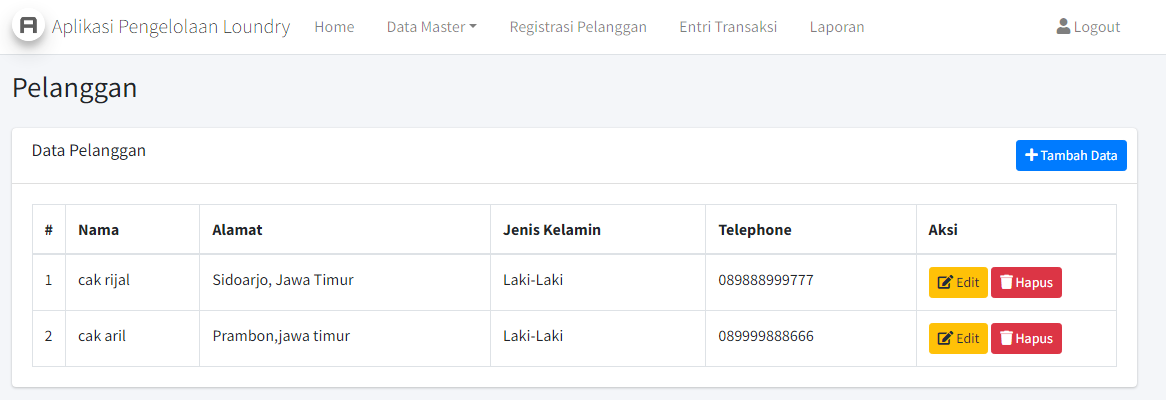 Aplikasi Pengelolaan Loundry Home Data Master Registrasi Pelanggan Entri Transaksi Laporan Logout
Pelanggan
Data Pelanggan Tambah Data
# Nama Alamat Jenis Kelamin Telephone Aksi
1 cak rijal Sidoarjo, Jawa Timur Laki-Laki 089888999777 Edit Hapus
2 cak aril Prambon,jawa timur Laki-Laki 089999888666 Edit Hapus